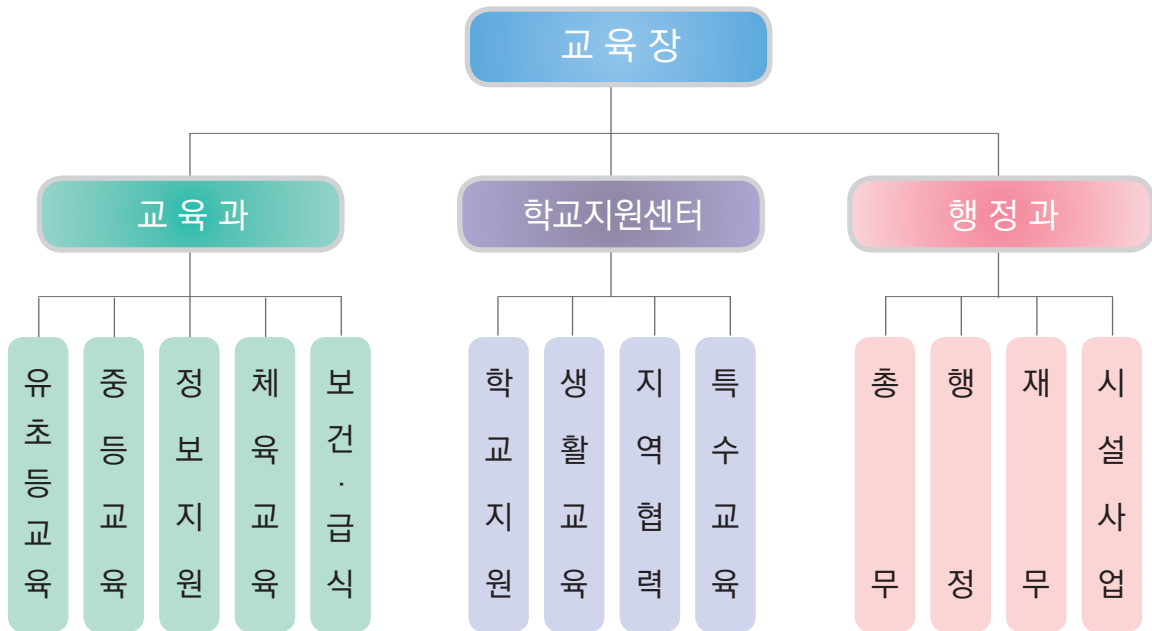 교육장
교육과
학교지원센터
행정과
유초등교육
중등교육
정보지원
체육교육
보건·급식
학교지원
생활교육
지역협력
특수교육
총무
행정
재무
시설사업